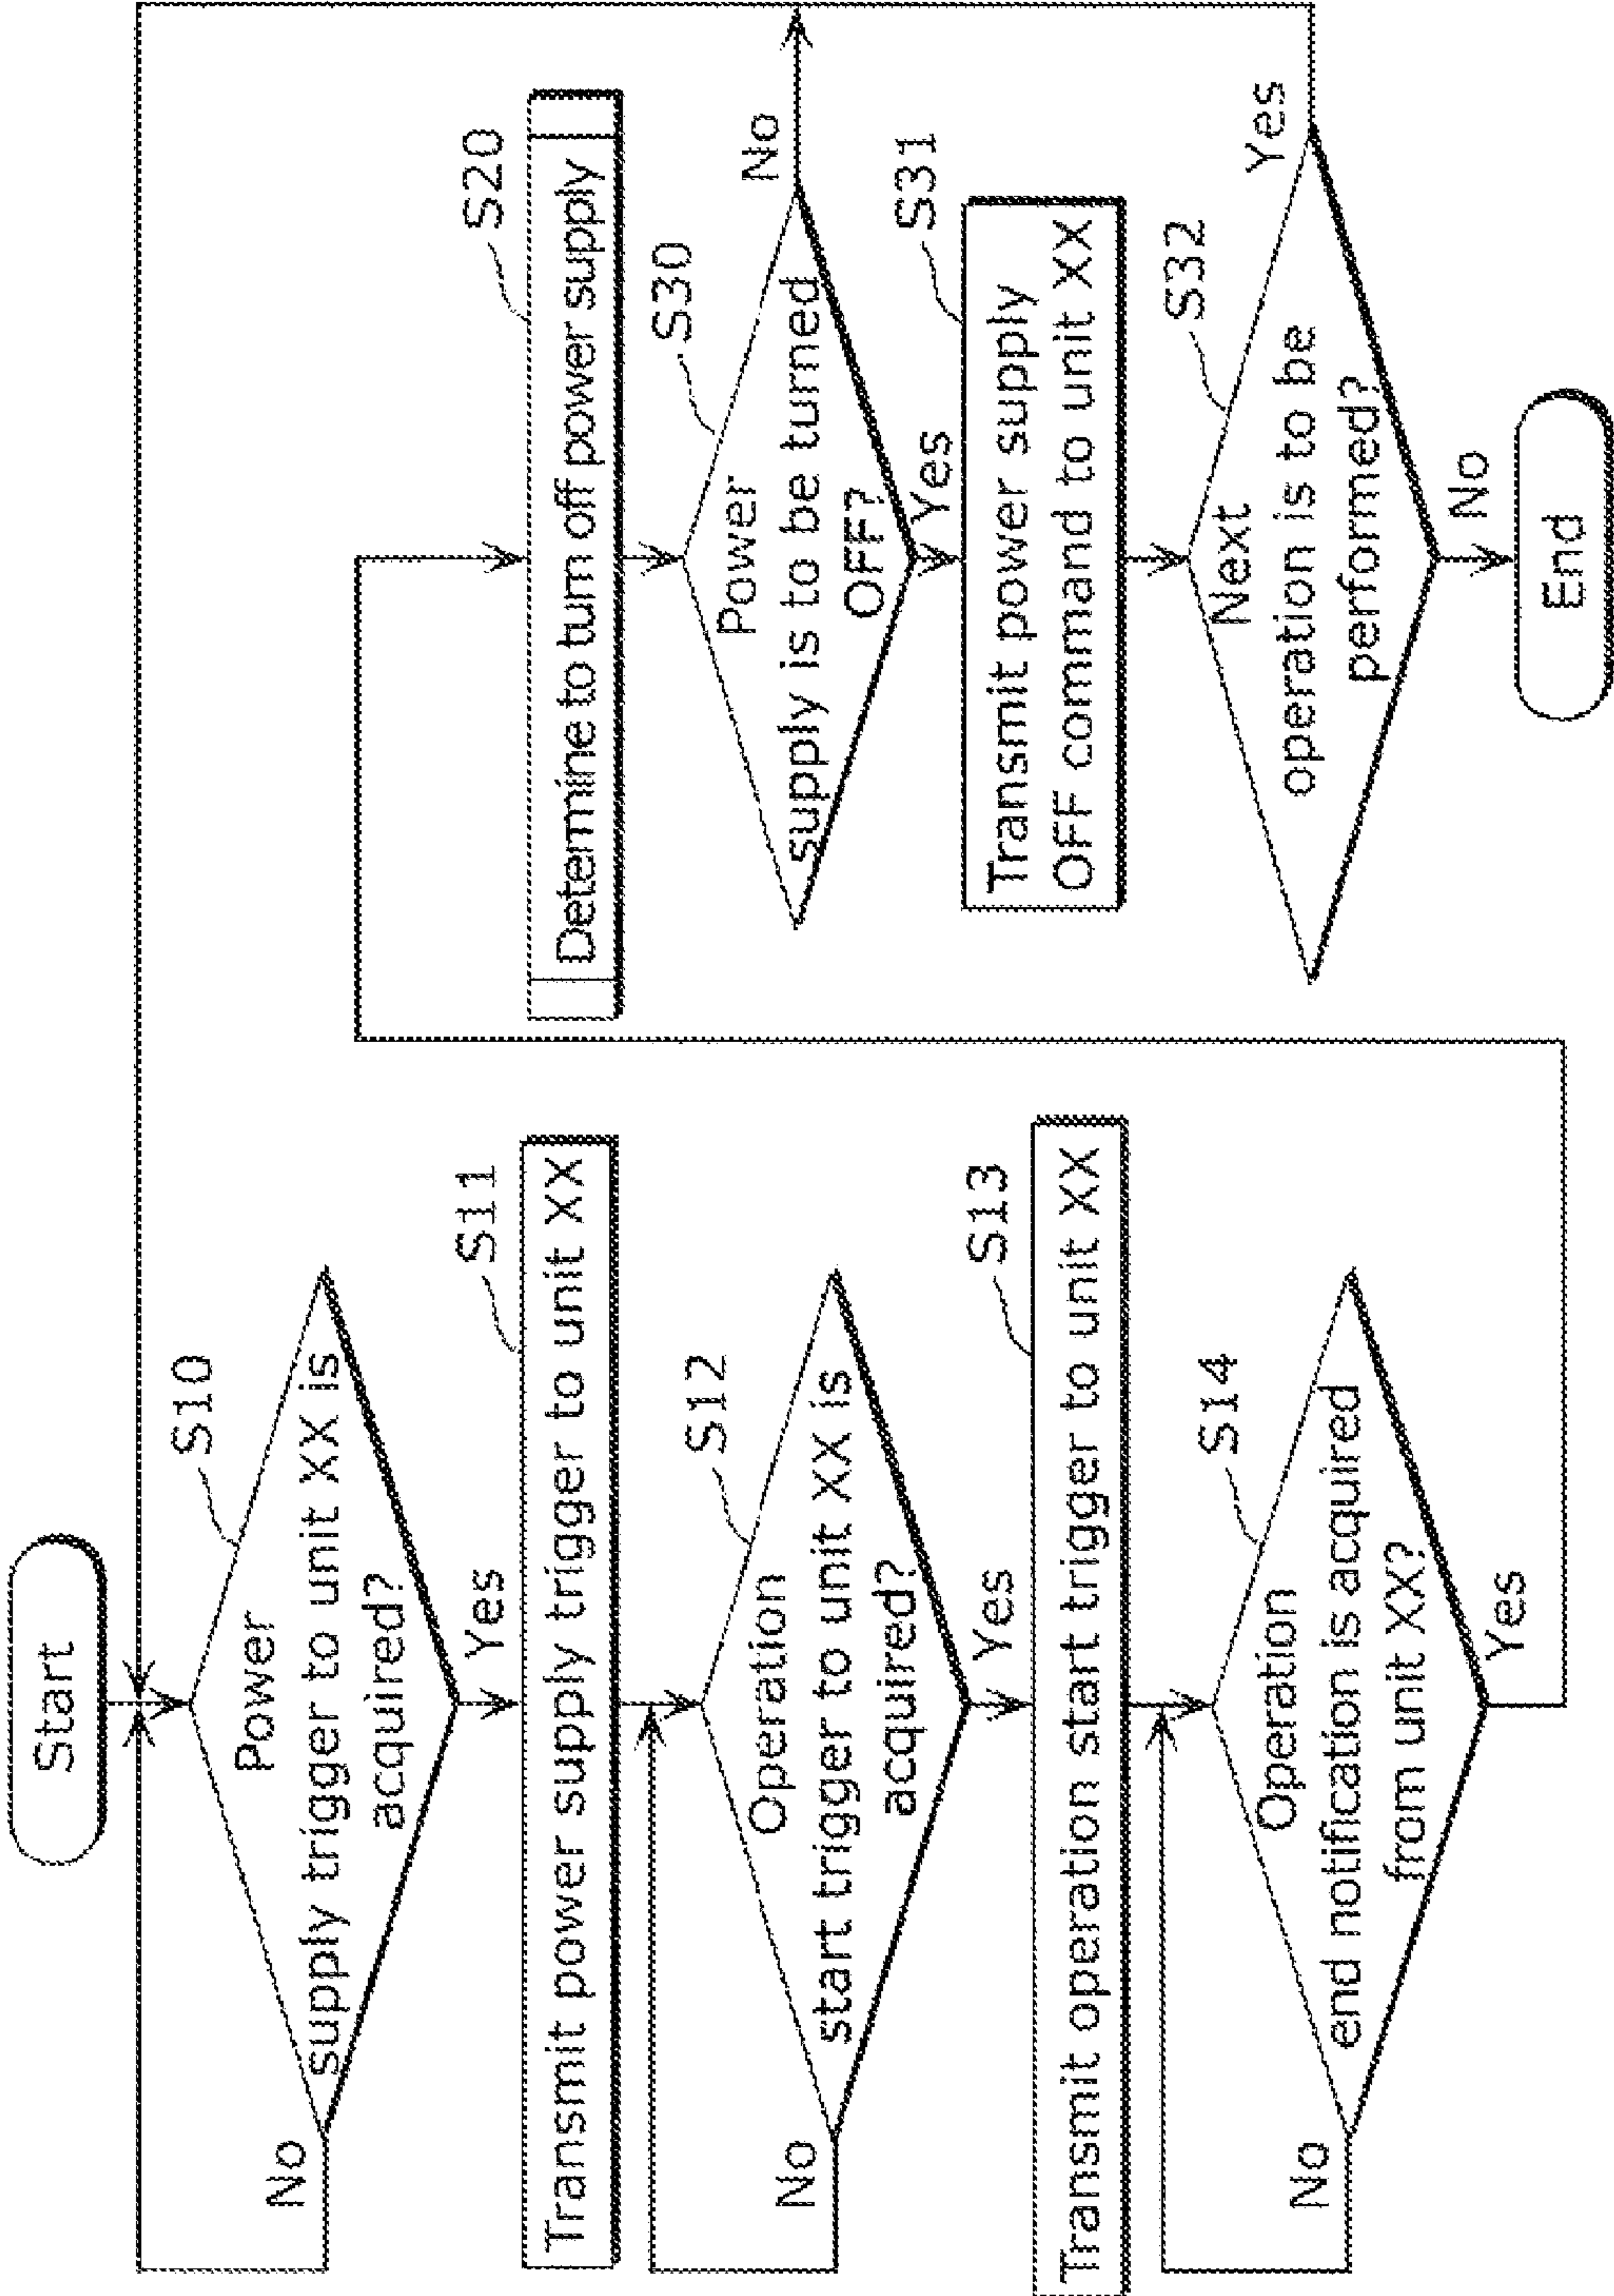 Start
S10
Power
supply trigger to unit XX is
acquired?
No
Yes
S11
Transmit power supply trigger to unit XX
S12
Operation
start trigger to unit XX is
acquired?
No
Yes
S13
Transmit operation start trigger to unit XX
S14
Operation
end notification is acquired
from unit XX?
No
Yes
S20
Determine to turn off power supply
S30
Power
supply is to be turned
OFF?
No
Yes
S31
Transmit power supply
OFF command to unit XX
S32
Next
operation is to be
performed?
Yes
No
End